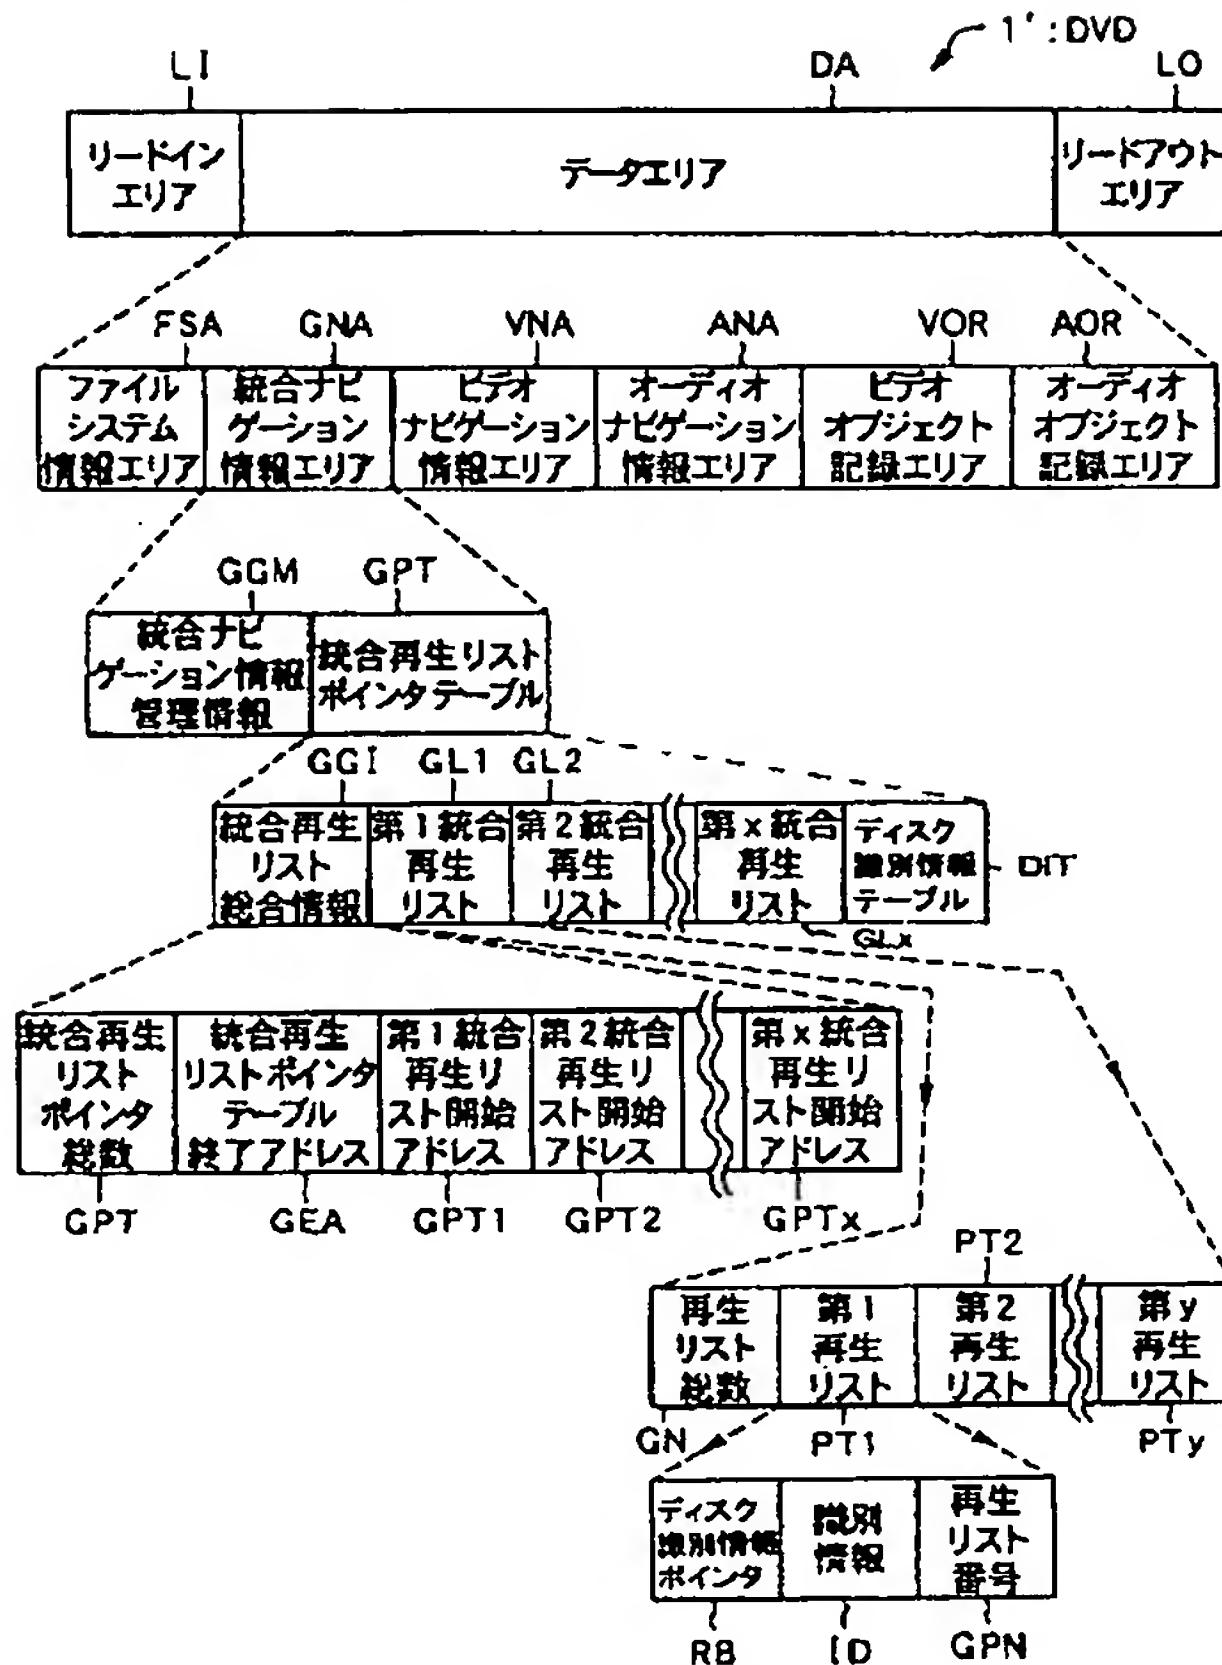 1':DVD
LI
DA
LO
リードイン
エリア
データエリア
リードアウト
エリア
FSA
GNA
VNA
ANA
VOR
AOR
ファイル
システム
情報エリア
統合ナビ
ゲーション
情報エリア
ビデオ
ナビゲーション
情報エリア
オーディオ
ナビゲーション
情報エリア
ビデオ
オブジェクト
記録エリア
オーディオ
オブジェクト
記録エリア
GGM
GPT
統合ナビ
ゲーション情報
管理情報
統合再生リスト
ポインタテーブル
GGI
GL1
GL2
統合再生
リスト
総合情報
第1統合
再生
リスト
第2統合
再生
リスト
第x統合
再生
リスト
ディスク
識別情報
テーブル
DIT
GLx
統合再生
リスト
ポインタ
総数
統合再生
リストポインタ
テーブル
終了アドレス
第1統合
再生リ
スト開始
アドレス
第2統合
再生リ
スト開始
アドレス
第x統合
再生リ
スト開始
アドレス
GPT
GEA
GPT1
GPT2
GPTx
PT2
再生
リスト
総数
第1
再生
リスト
第2
再生
リスト
第y
再生
リスト
GN
PT1
PTy
ディスク
識別情報
ポインタ
識別
情報
再生
リスト
番号
RB
ID
GPN